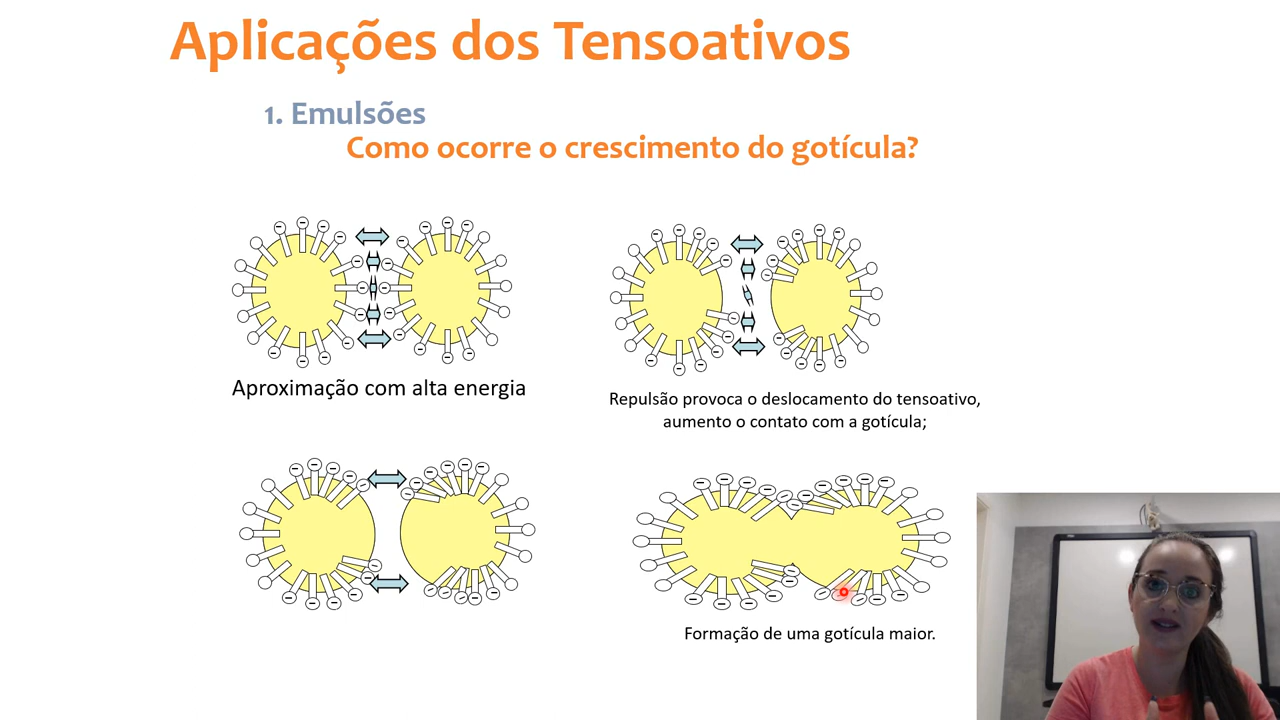 Aplicações dos Tensoativos
1. Emulsões
Como ocorre o crescimento do gotícula?
Aproximação com alta energia
Repulsão provoca o deslocamento do tensoativo,
aumento o contato com a gotícula;
Formação de uma gotícula maior.